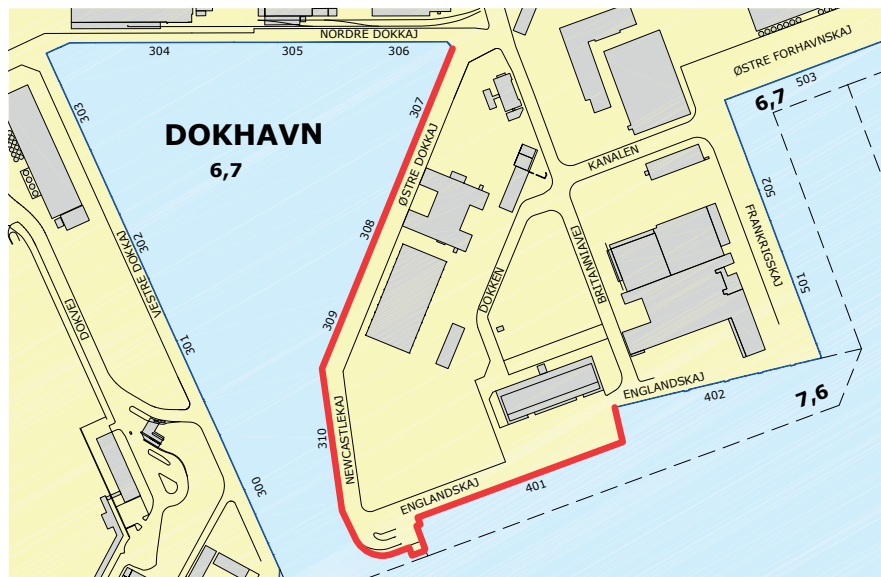 NORDRE DOKKAJ
304
305
306
ØSTRE FORHAVNSKAJ
503
6,7
303
307
DOKHAVN
6,7
KANALEN
502
ØSTRE DOKKAJ
FRANKRIGSKAJ
302
VESTRE DOKKAJ
308
BRITANNIAVEJ
DOKKEN
501
DOKVEJ
309
301
ENGLANDSKAJ
402
7,6
310
NEWCASTLEKAJ
ENGLANDSKAJ
401
300